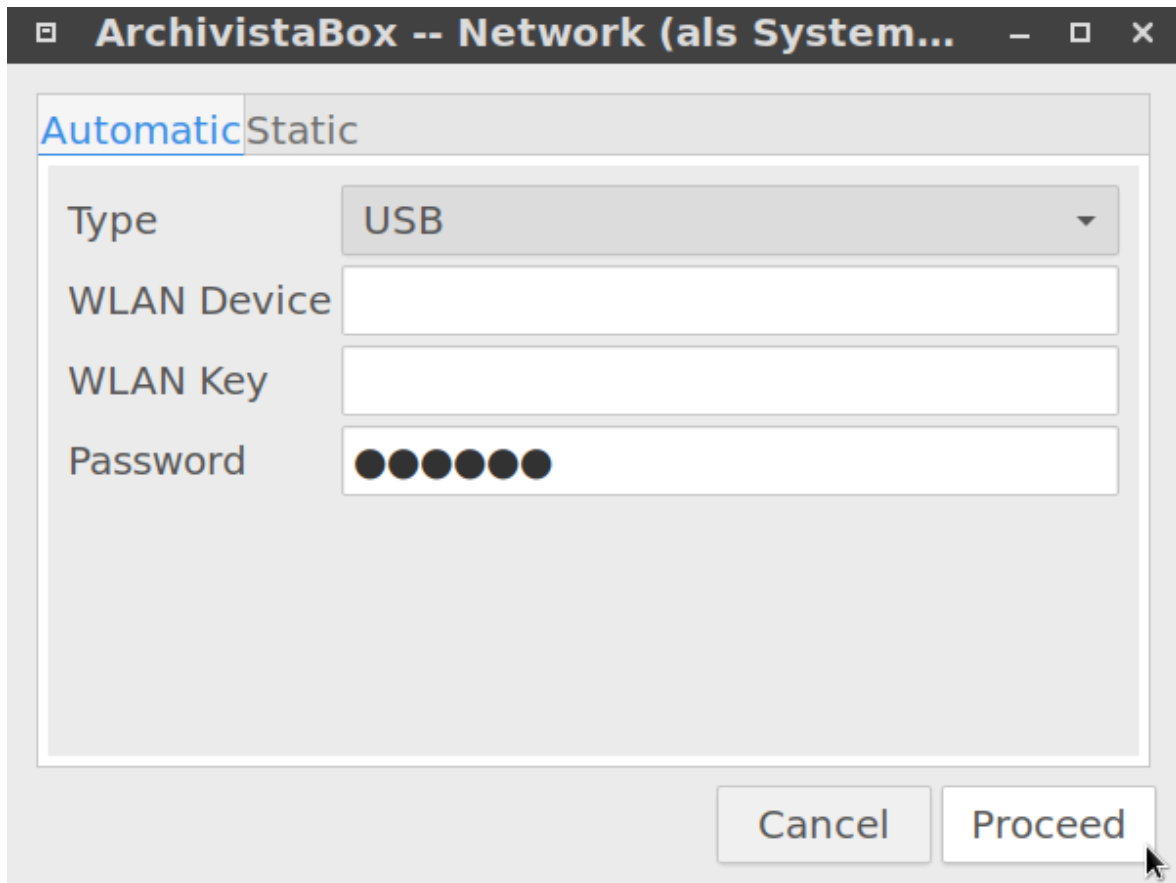 ArchivistaBox -- Network (als System...
Automatic Static
Type USB
WLAN Device
WLAN Key
Password ●●●●●●
Cancel Proceed